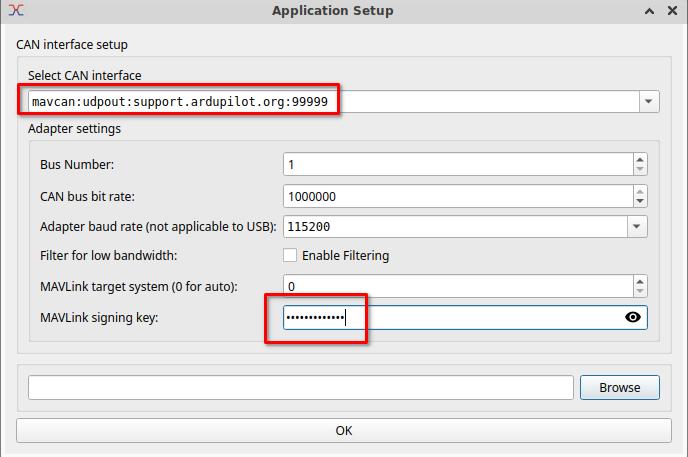 Application Setup
CAN interface setup
Select CAN interface
mavcan:udpout:support.ardupilot.org:99999
Adapter settings
Bus Number: 1
CAN bus bit rate: 1000000
Adapter baud rate (not applicable to USB): 115200
Filter for low bandwidth: Enable Filtering
MAVLink target system (0 for auto): 0
MAVLink signing key: •••••••••••••
Browse
OK